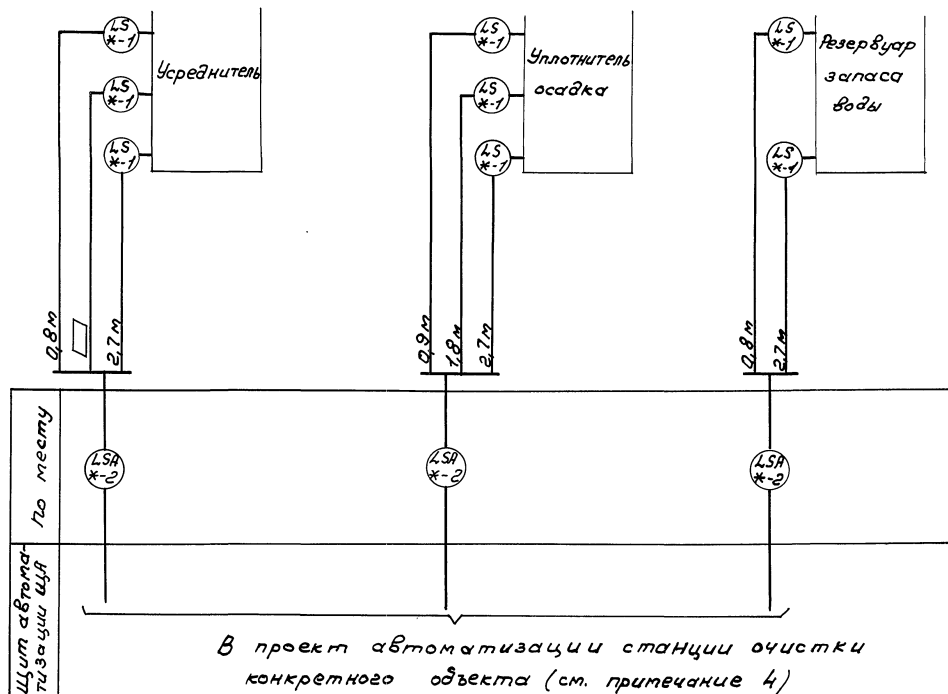 LS
*-1
LS
*-1
LS
*-1
Усреднитель
LS
*-1
LS
*-1
LS
*-1
Уплотнитель
осадка
LS
*-1
LS
*-1
Резервуар
запаса
воды
0,8м
2,7м
0,9м
1,8м
2,7м
0,8м
2,7м
По месту
LSA
*-2
LSA
*-2
LSA
*-2
Щит автома-
тизации ЩА
В проект автоматизации станции очистки
конкретного объекта (см. примечание 4)